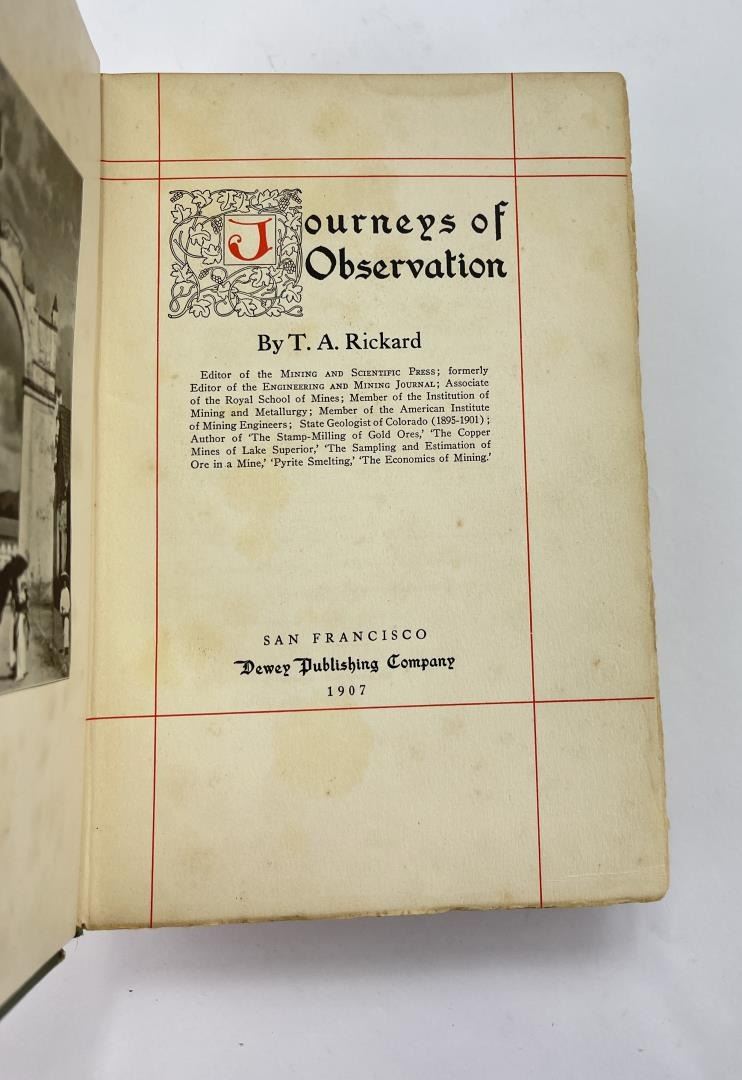 Journeys of
Observation
By T. A. Rickard
Editor of the MINING AND SCIENTIFIC PRESS; formerly
Editor of the ENGINEERING AND MINING JOURNAL; Associate
of the Royal School of Mines; Member of the Institution of
Mining and Metallurgy; Member of the American Institute
of Mining Engineers; State Geologist of Colorado (1895-1901);
Author of ‘The Stamp-Milling of Gold Ores,’ ‘The Copper
Mines of Lake Superior,’ ‘The Sampling and Estimation of
Ore in a Mine,’ ‘Pyrite Smelting,’ ‘The Economics of Mining.’
SAN FRANCISCO
Dewey Publishing Company
1907